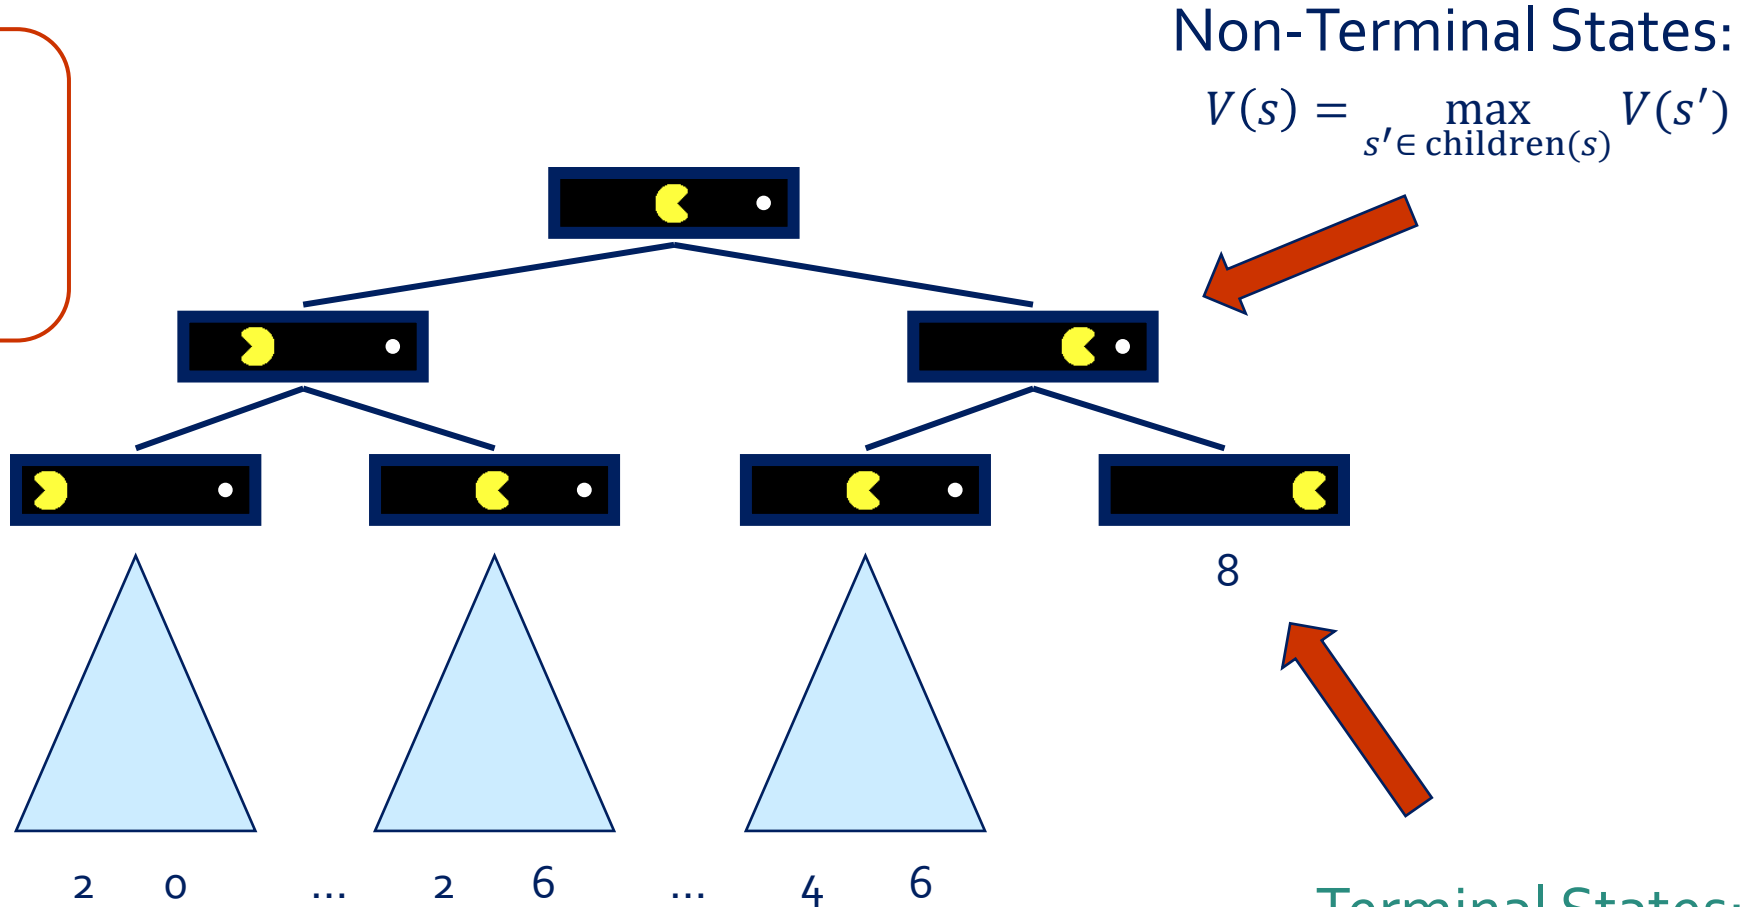 Non-Terminal States:
V(s) = max V(s′)
s′∈ children(s)
8
2 0 ... 2 6 ... 4 6
Terminal States: